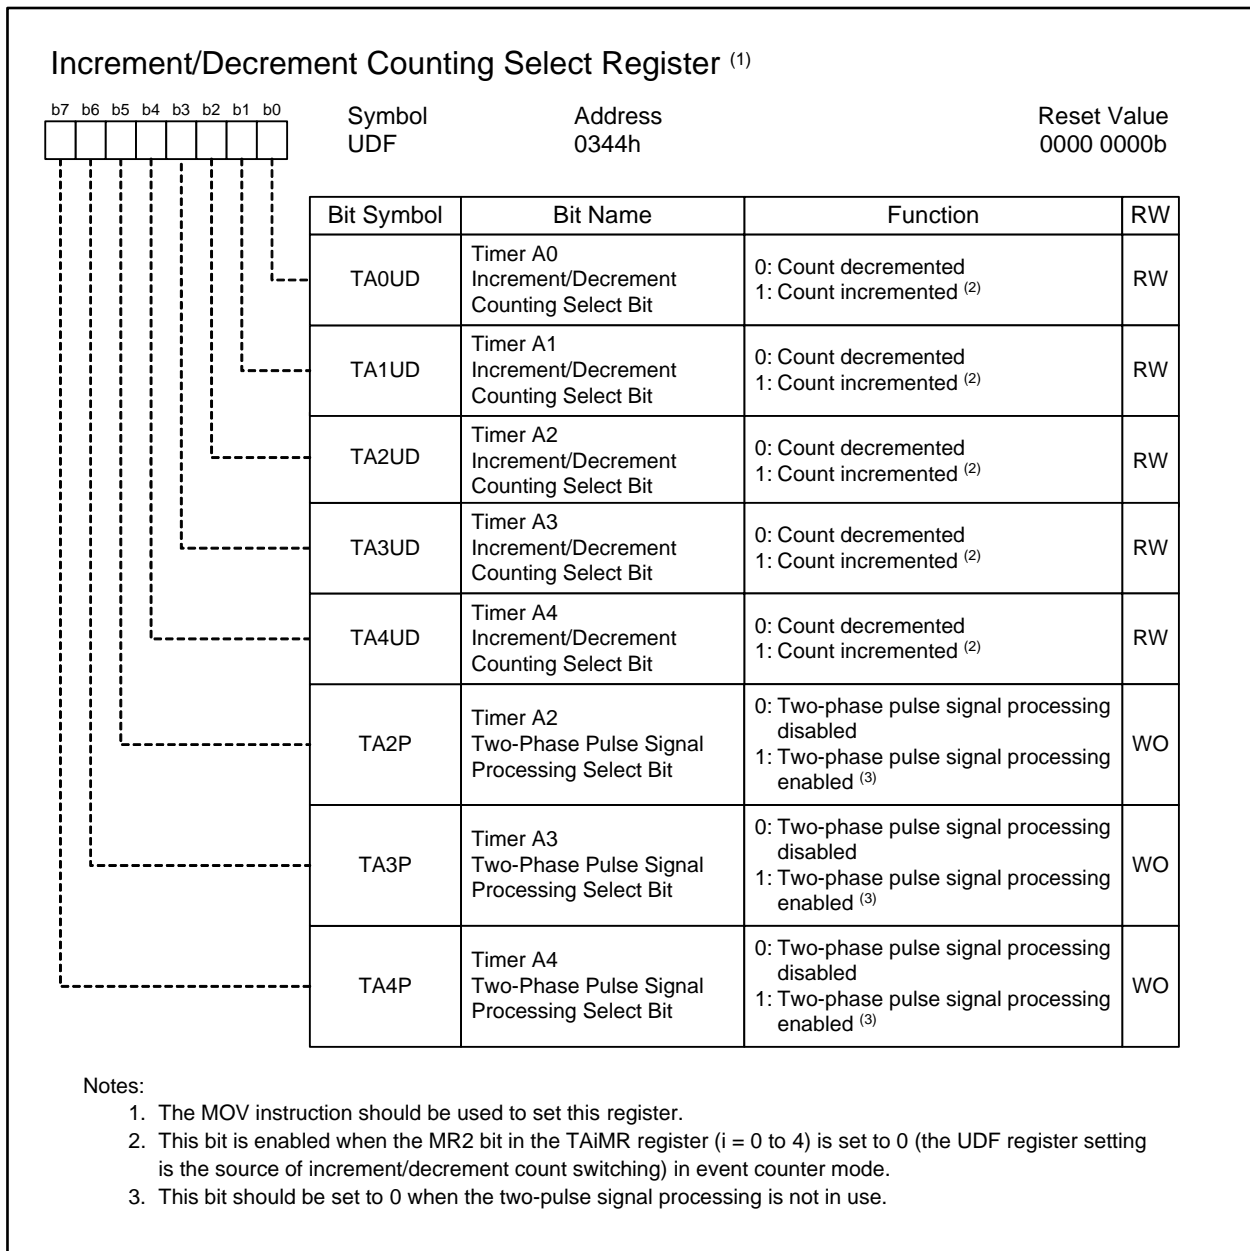 Increment/Decrement Counting Select Register (1)
b7 b6 b5 b4 b3 b2 b1 b0
Symbol Address Reset Value
UDF 0344h 0000 0000b
Bit Symbol Bit Name Function RW
TA0UD
Timer A0
Increment/Decrement
Counting Select Bit
0: Count decremented
1: Count incremented (2)
RW
TA1UD
Timer A1
Increment/Decrement
Counting Select Bit
0: Count decremented
1: Count incremented (2)
RW
TA2UD
Timer A2
Increment/Decrement
Counting Select Bit
0: Count decremented
1: Count incremented (2)
RW
TA3UD
Timer A3
Increment/Decrement
Counting Select Bit
0: Count decremented
1: Count incremented (2)
RW
TA4UD
Timer A4
Increment/Decrement
Counting Select Bit
0: Count decremented
1: Count incremented (2)
RW
TA2P
Timer A2
Two-Phase Pulse Signal
Processing Select Bit
0: Two-phase pulse signal processing
disabled
1: Two-phase pulse signal processing
enabled (3)
WO
TA3P
Timer A3
Two-Phase Pulse Signal
Processing Select Bit
0: Two-phase pulse signal processing
disabled
1: Two-phase pulse signal processing
enabled (3)
WO
TA4P
Timer A4
Two-Phase Pulse Signal
Processing Select Bit
0: Two-phase pulse signal processing
disabled
1: Two-phase pulse signal processing
enabled (3)
WO
Notes:
1. The MOV instruction should be used to set this register.
2. This bit is enabled when the MR2 bit in the TAiMR register (i = 0 to 4) is set to 0 (the UDF register setting
is the source of increment/decrement count switching) in event counter mode.
3. This bit should be set to 0 when the two-pulse signal processing is not in use.